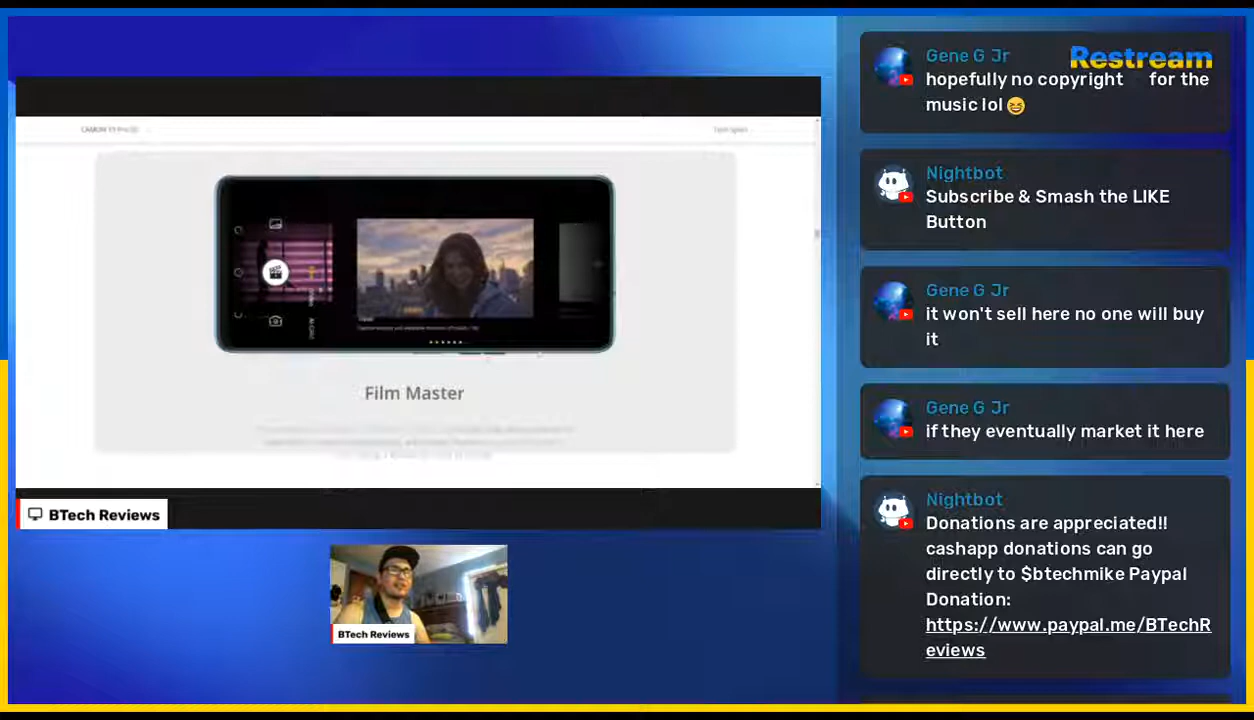 Restream
Gene G Jr
hopefully no copyright for the
music lol😆
Nightbot
Subscribe & Smash the LIKE
Button
Gene G Jr
it won't sell here no one will buy
it
Gene G Jr
if they eventually market it here
Nightbot
Donations are appreciated!!
cashapp donations can go
directly to $btechmike Paypal
Donation:
https://www.paypal.me/BTechR
eviews
Tech Specs
Film Master
BTech Reviews
BTech Reviews